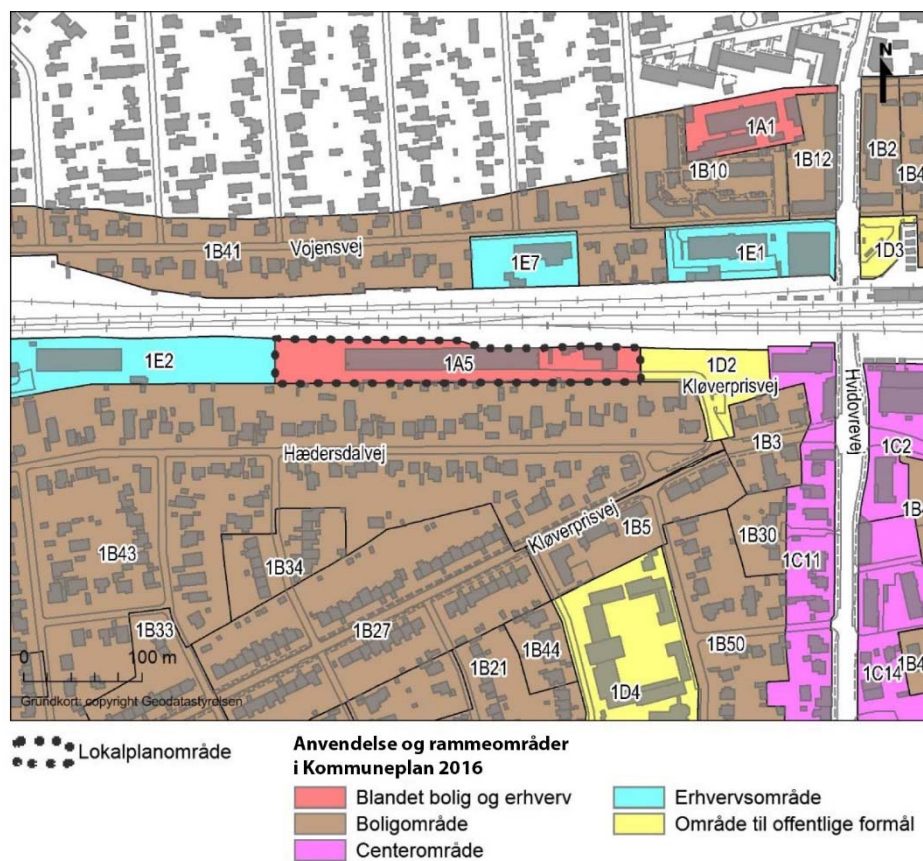 N
1A1
1B10
1B12
1B2
1B4
1B41
Vojensvej
1E7
1E1
1D3
1E2
1A5
1D2
Kløverprisvej
Hvidovrevej
Hædersdalvej
1B3
1C2
1B43
1B34
Kløverprisvej
1B5
1B30
1C11
1B33
1B27
1B21
1B44
1B50
1D4
1C14
1B4
0 100 m
Grundkort: copyright Geodatastyrelsen
Lokalplanområde
Anvendelse og rammeområder
i Kommuneplan 2016
Blandet bolig og erhverv
Erhvervsområde
Boligområde
Område til offentlige formål
Centerområde